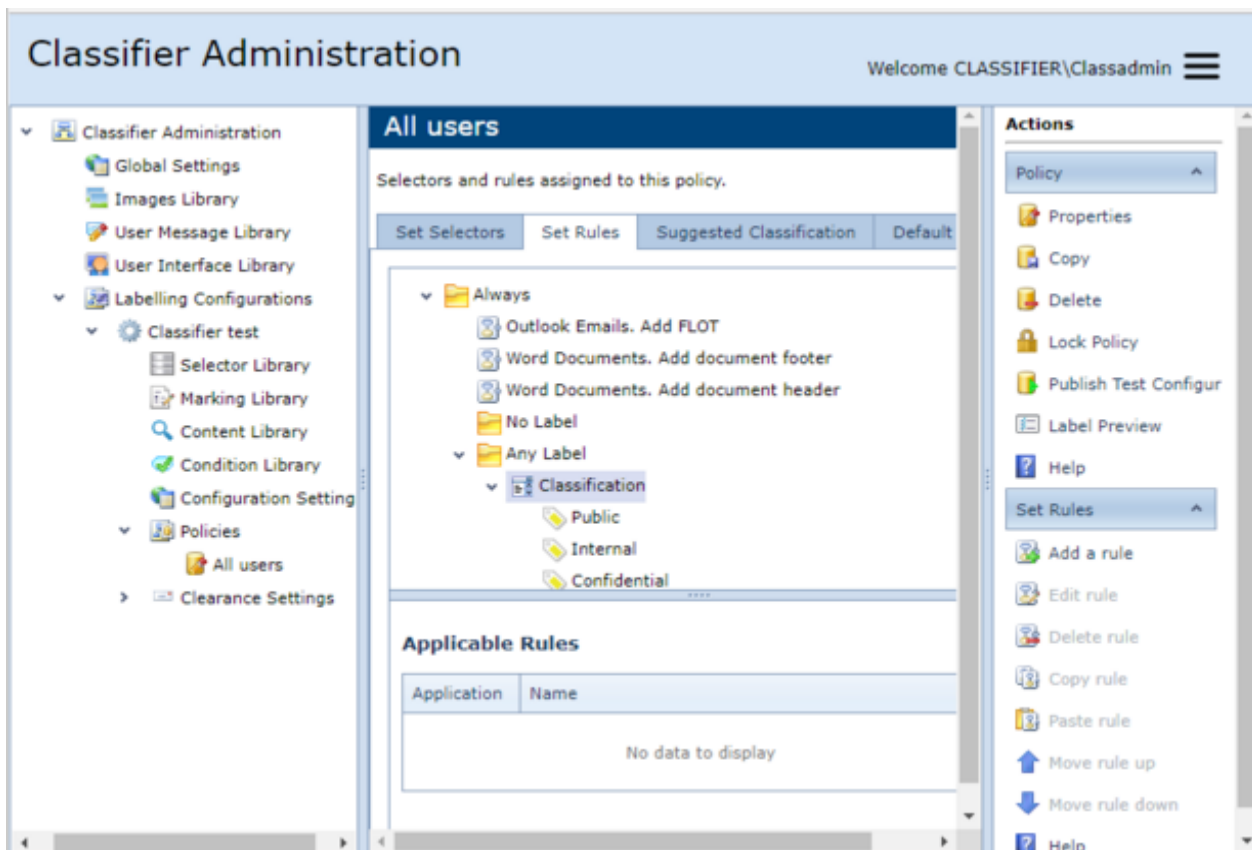 Classifier Administration
Welcome CLASSIFIER\Classadmin
Classifier Administration
Global Settings
Images Library
User Message Library
User Interface Library
Labelling Configurations
Classifier test
Selector Library
Marking Library
Content Library
Condition Library
Configuration Setting
Policies
All users
Clearance Settings
All users
Selectors and rules assigned to this policy.
Set Selectors
Set Rules
Suggested Classification
Default
Always
Outlook Emails. Add FLOT
Word Documents. Add document footer
Word Documents. Add document header
No Label
Any Label
Classification
Public
Internal
Confidential
Applicable Rules
Application
Name
No data to display
Actions
Policy
Properties
Copy
Delete
Lock Policy
Publish Test Configur
Label Preview
Help
Set Rules
Add a rule
Edit rule
Delete rule
Copy rule
Paste rule
Move rule up
Move rule down
Help